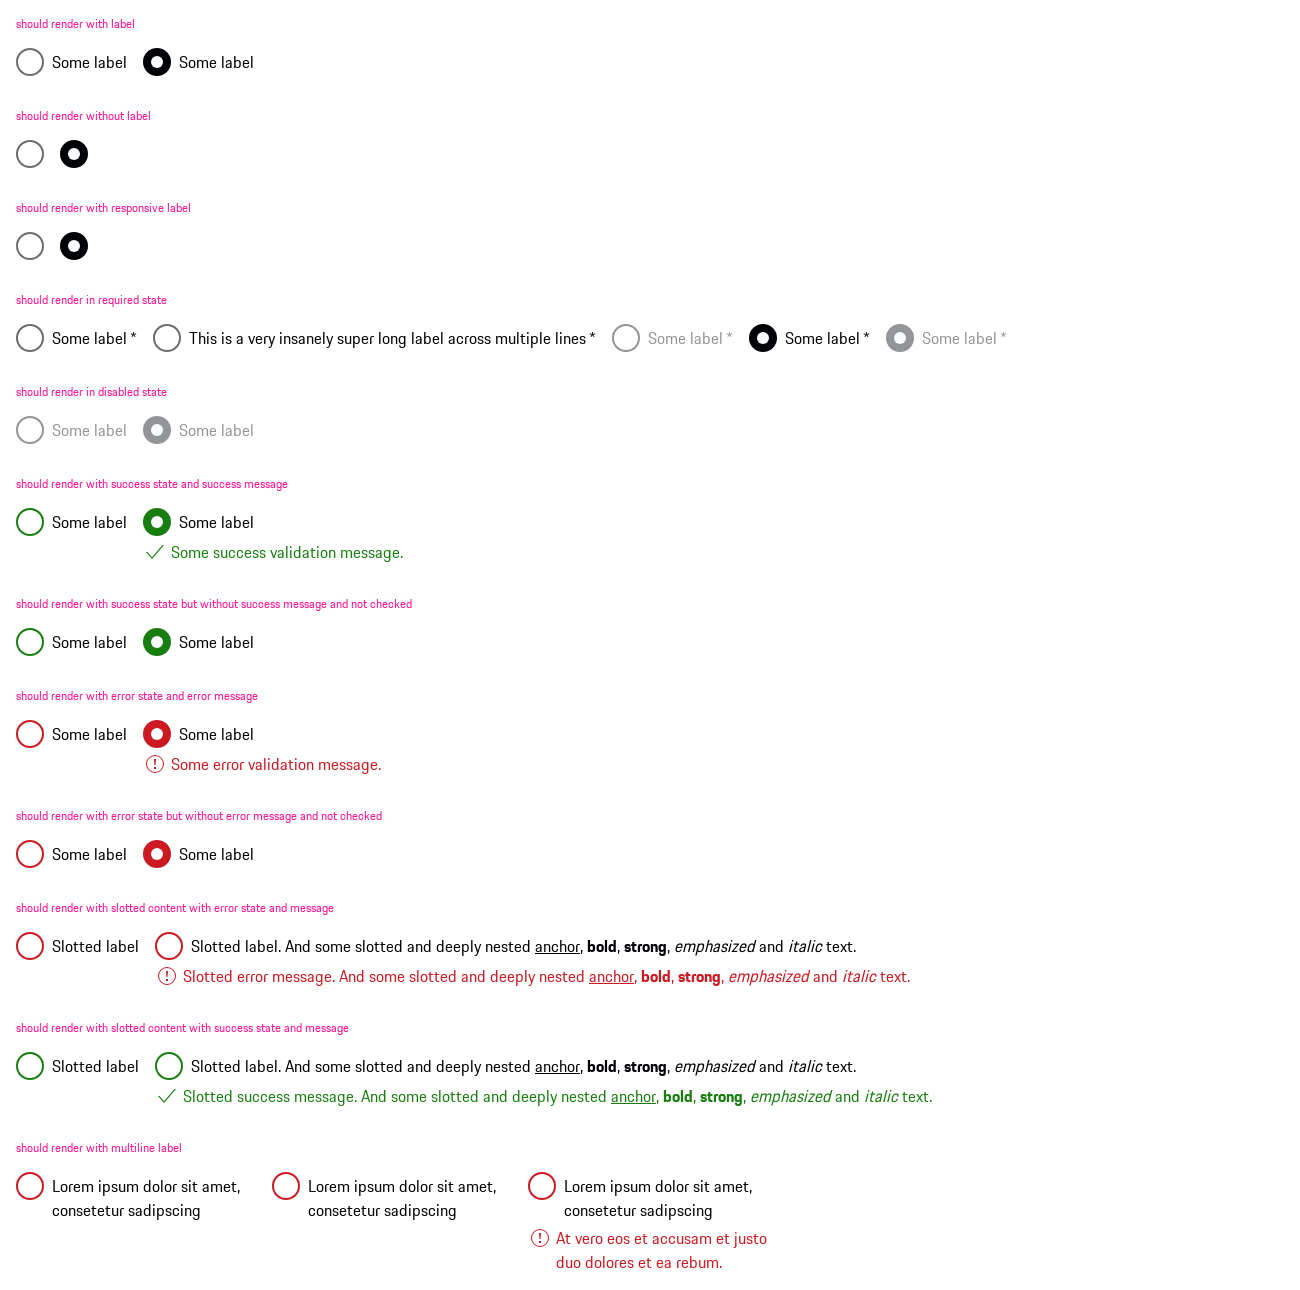 should render with label
Some label Some label
should render without label
should render with responsive label
should render in required state
Some label * This is a very insanely super long label across multiple lines * Some label * Some label * Some label *
should render in disabled state
Some label Some label
should render with success state and success message
Some label Some label
Some success validation message.
should render with success state but without success message and not checked
Some label Some label
should render with error state and error message
Some label Some label
Some error validation message.
should render with error state but without error message and not checked
Some label Some label
should render with slotted content with error state and message
Slotted label Slotted label. And some slotted and deeply nested anchor, bold, strong, emphasized and italic text.
Slotted error message. And some slotted and deeply nested anchor, bold, strong, emphasized and italic text.
should render with slotted content with success state and message
Slotted label Slotted label. And some slotted and deeply nested anchor, bold, strong, emphasized and italic text.
Slotted success message. And some slotted and deeply nested anchor, bold, strong, emphasized and italic text.
should render with multiline label
Lorem ipsum dolor sit amet, Lorem ipsum dolor sit amet, Lorem ipsum dolor sit amet,
consetetur sadipscing consetetur sadipscing consetetur sadipscing
At vero eos et accusam et justo
duo dolores et ea rebum.